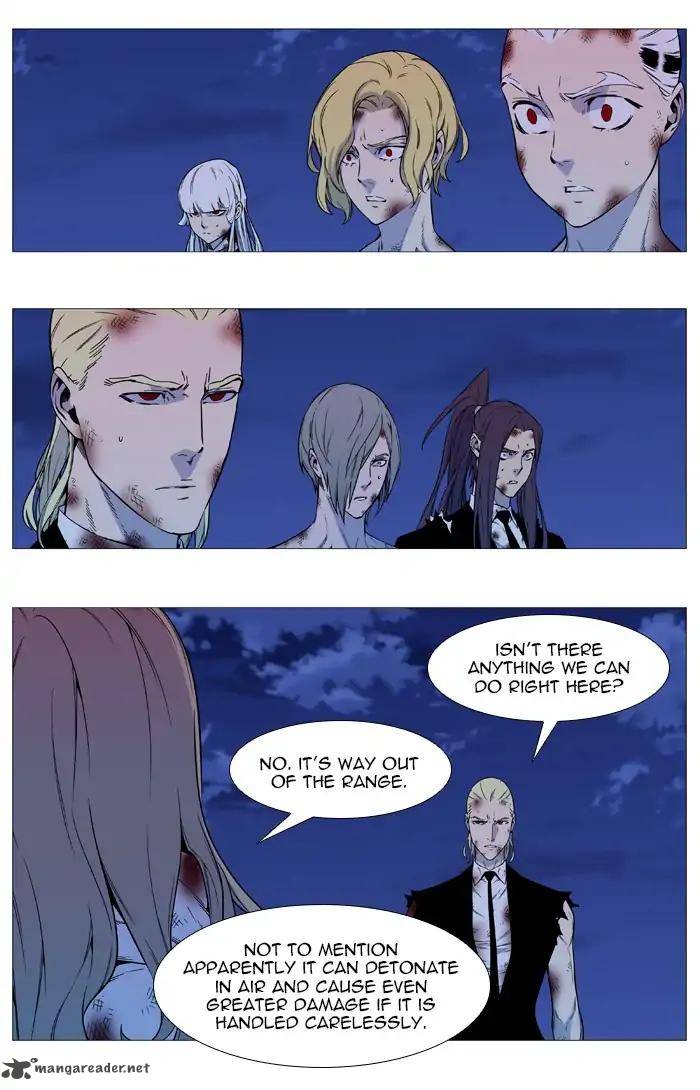 ISN'T THERE
ANYTHING WE CAN
DO RIGHT HERE?
NO. IT'S WAY OUT
OF THE RANGE.
NOT TO MENTION
APPARENTLY IT CAN DETONATE
IN AIR AND CAUSE EVEN
GREATER DAMAGE IF IT IS
HANDLED CARELESSLY.
mangareader.net